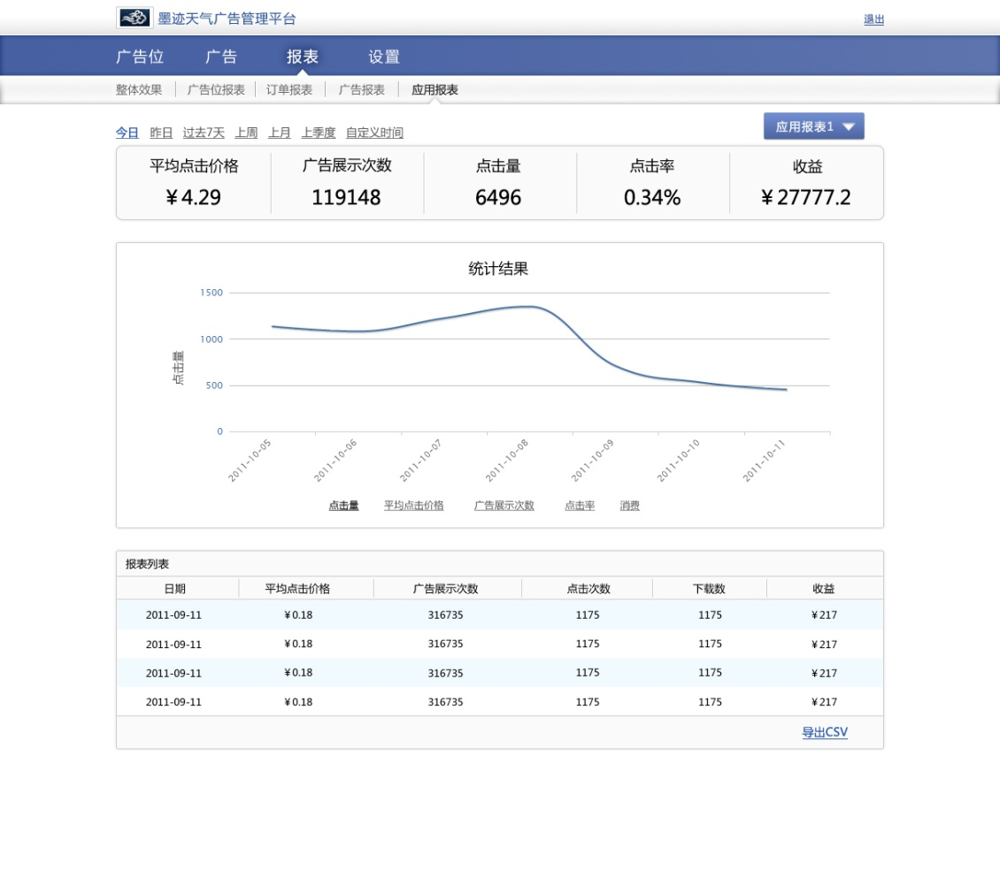 墨迹天气广告管理平台 退出
广告位 广告 报表 设置
整体效果 广告位报表 订单报表 广告报表 应用报表
今日 昨日 过去7天 上周 上月 上季度 自定义时间 应用报表1
平均点击价格 广告展示次数 点击量 点击率 收益
¥4.29 119148 6496 0.34% ¥27777.2
统计结果
1500
1000
500
0
点击量
2011-10-05 2011-10-06 2011-10-07 2011-10-08 2011-10-09 2011-10-10 2011-10-11
点击量 平均点击价格 广告展示次数 点击率 消费
报表列表
日期 平均点击价格 广告展示次数 点击次数 下载数 收益
2011-09-11 ¥0.18 316735 1175 1175 ¥217
2011-09-11 ¥0.18 316735 1175 1175 ¥217
2011-09-11 ¥0.18 316735 1175 1175 ¥217
2011-09-11 ¥0.18 316735 1175 1175 ¥217
导出CSV